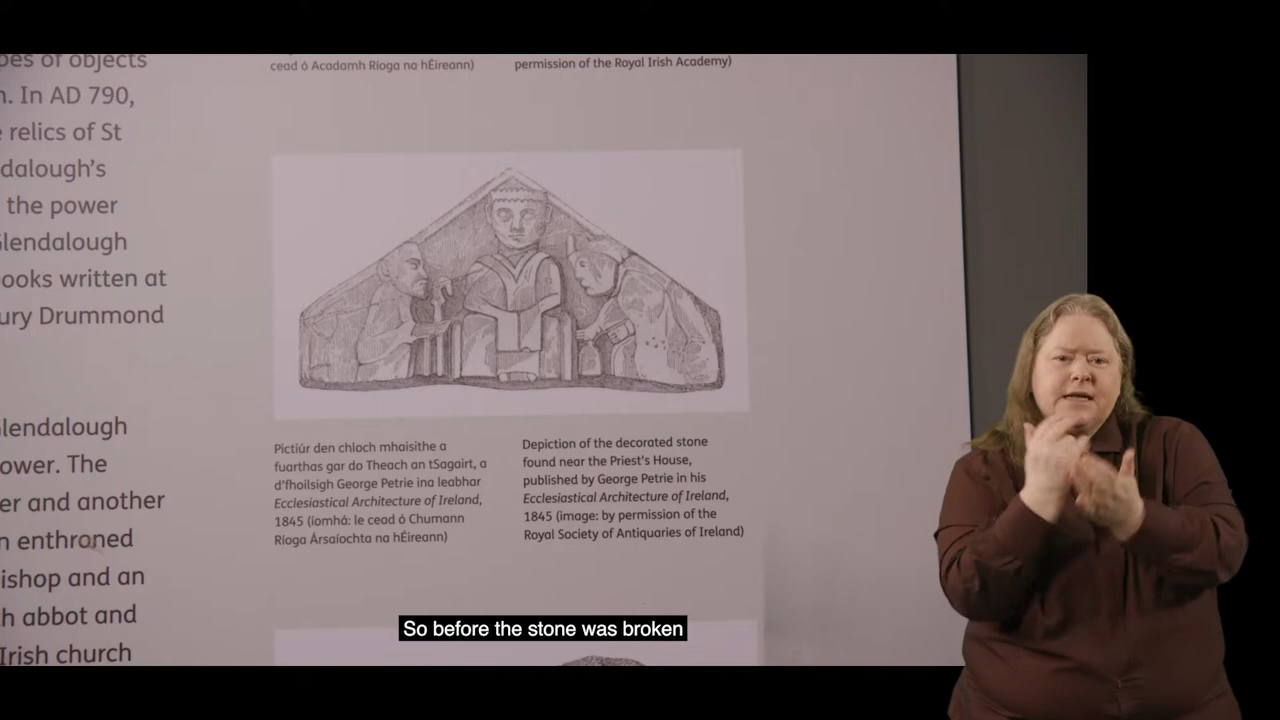 pes of objects
n. In AD 790,
e relics of St
dalough's
the power
Glendalough
books written at
ury Drummond
Glendalough
ower. The
er and another
n enthroned
ishop and an
h abbot and
Irish church
cead ó Acadamh Ríoga na hÉireann)
permission of the Royal Irish Academy)
Pictiúr den chloch mhaisithe a
fuarthas gar do Theach an tSagairt, a
d'fhoilsigh George Petrie ina leabhar
Ecclesiastical Architecture of Ireland,
1845 (íomhá: le cead ó Chumann
Ríoga Ársaíochta na hÉireann)
Depiction of the decorated stone
found near the Priest's House,
published by George Petrie in his
Ecclesiastical Architecture of Ireland,
1845 (image: by permission of the
Royal Society of Antiquaries of Ireland)
So before the stone was broken